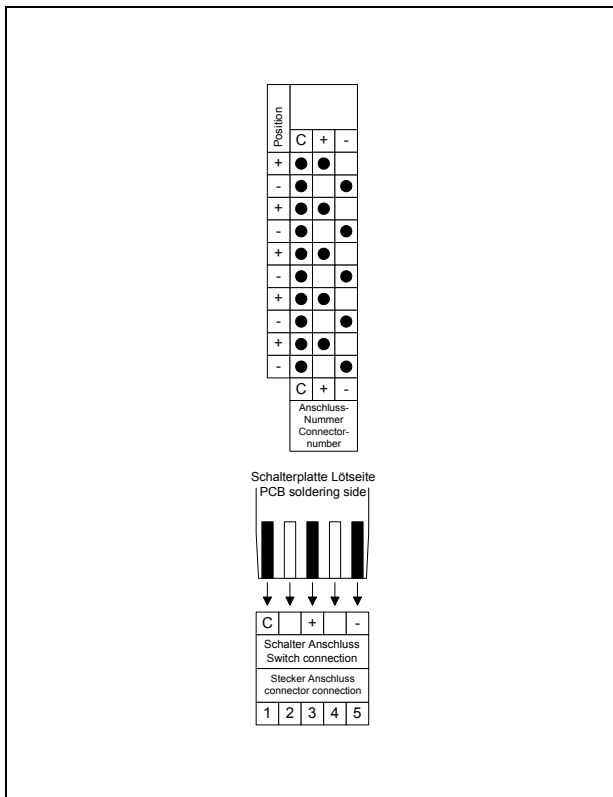 Position
C + -
+ ● ●
- ● ●
+ ● ●
- ● ●
+ ● ●
- ● ●
+ ● ●
- ● ●
+ ● ●
- ● ●
C + -
Anschluss-
Nummer
Connector-
number
Schalterplatte Lötseite
PCB soldering side
C + -
Schalter Anschluss
Switch connection
Stecker Anschluss
connector connection
1 2 3 4 5